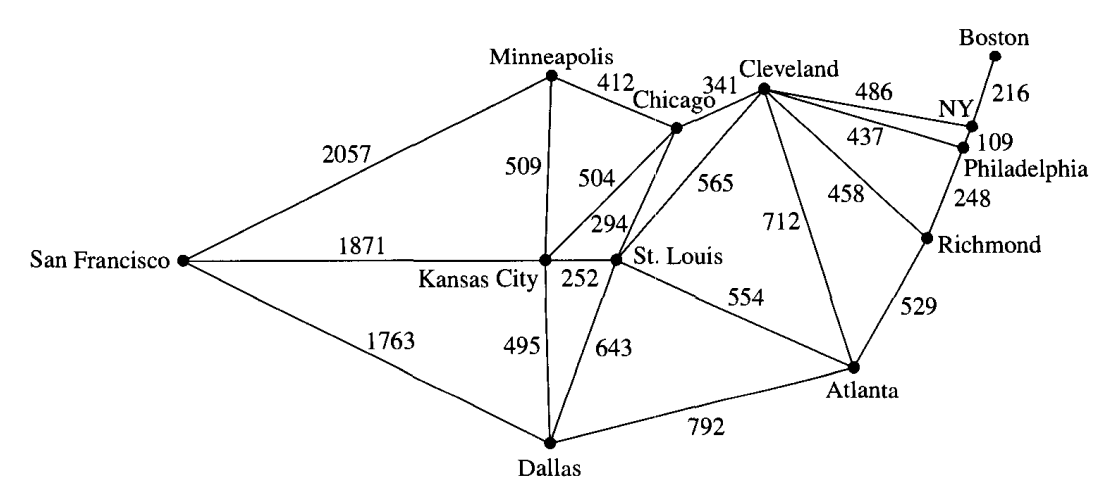 Boston
Minneapolis
Cleveland
412
341
486
216
Chicago
NY
437
109
2057
Philadelphia
509
504
565
458
248
294
712
1871
San Francisco
Kansas City
252
St. Louis
Richmond
554
529
1763
495
643
Atlanta
792
Dallas